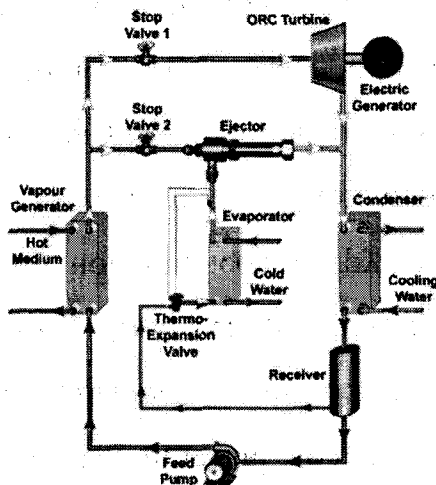 Stop
Valve 1
ORC Turbine
Electric
Generator
Stop
Valve 2
Ejector
Vapour
Generator
Hot
Medium
Evaporator
Cold
Water
Condenser
Cooling
Water
Thermo-
Expansion
Valve
Receiver
Feed
Pump